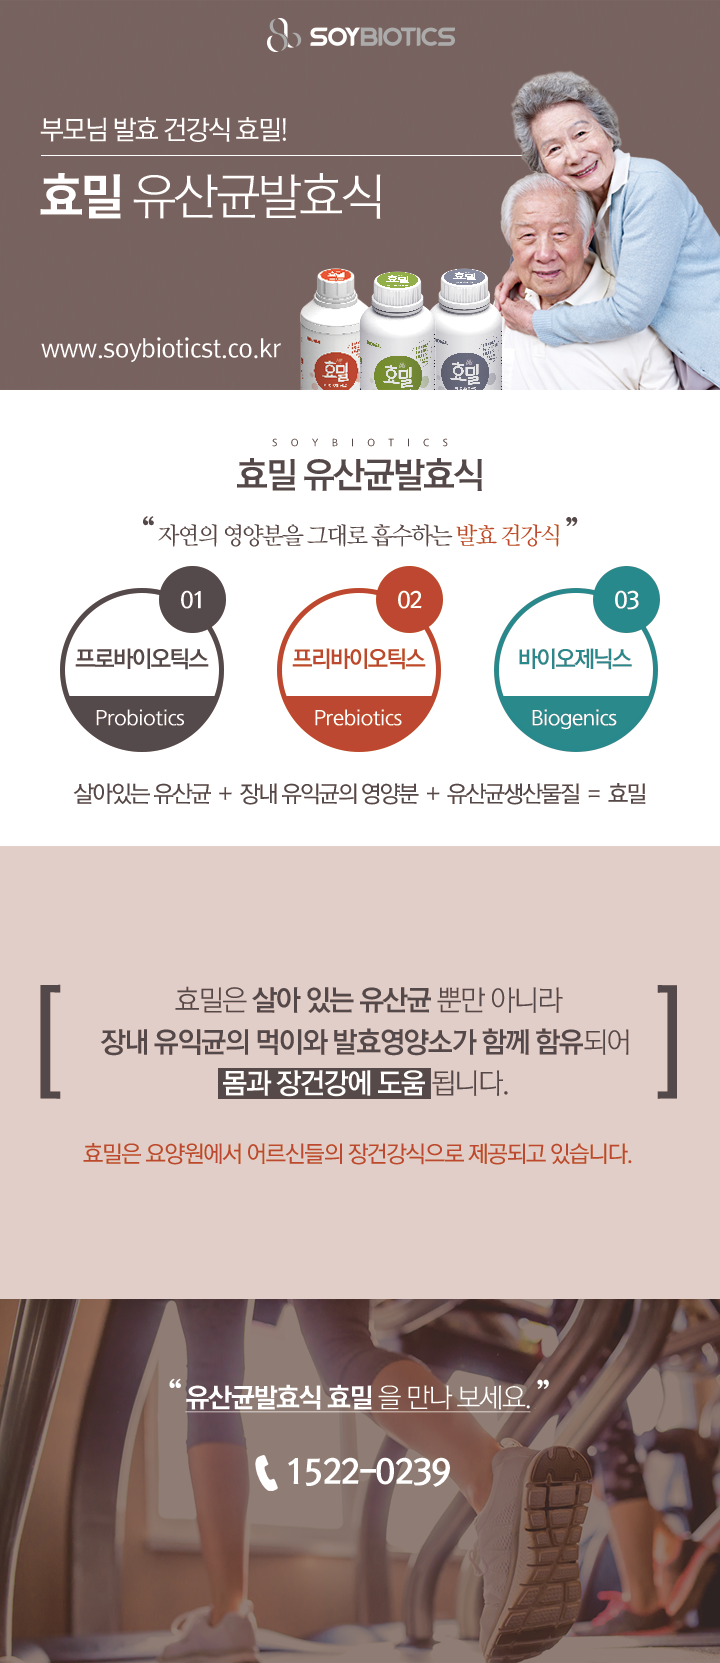 SOYBIOTICS
부모님 발효 건강식 효밀!
효밀 유산균발효식
www.soybioticst.co.kr
효밀 효밀 효밀
효밀 효밀 효밀
SOYBIOTICS
효밀 유산균발효식
“ 자연의 영양분을 그대로 흡수하는 발효 건강식 ”
01 02 03
프로바이오틱스 프리바이오틱스 바이오제닉스
Probiotics Prebiotics Biogenics
살아있는 유산균 + 장내 유익균의 영양분 + 유산균생산물질 = 효밀
[ 효밀은 살아 있는 유산균 뿐만 아니라
장내 유익균의 먹이와 발효영양소가 함께 함유되어
몸과 장건강에 도움 됩니다. ]
효밀은 요양원에서 어르신들의 장건강식으로 제공되고 있습니다.
“ 유산균발효식 효밀 을 만나 보세요. ”
1522-0239